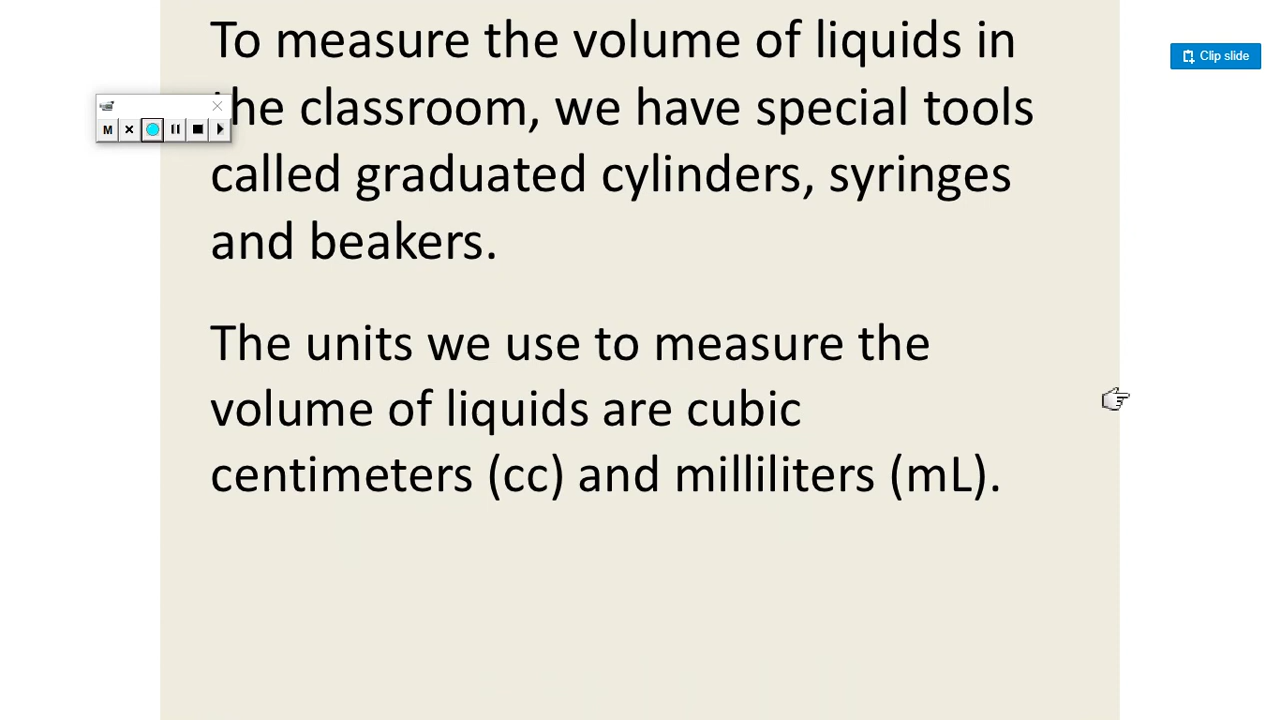 To measure the volume of liquids in
the classroom, we have special tools
called graduated cylinders, syringes
and beakers.
The units we use to measure the
volume of liquids are cubic
centimeters (cc) and milliliters (mL).
Clip slide
M